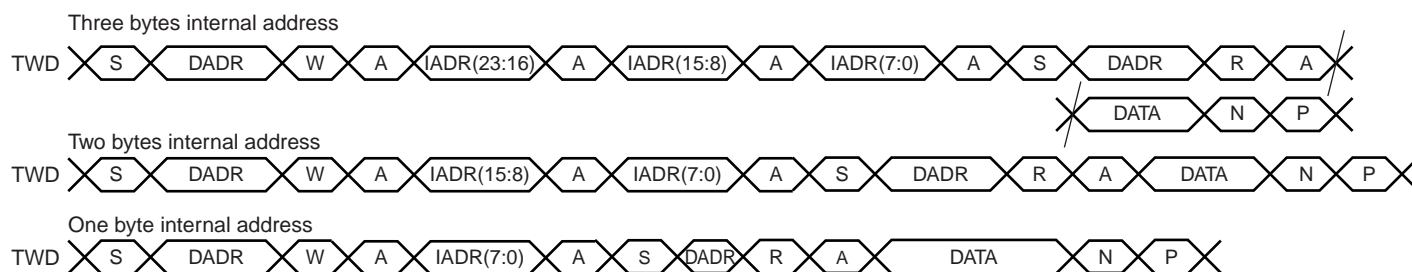 Three bytes internal address
TWD S DADR W A IADR(23:16) A IADR(15:8) A IADR(7:0) A S DADR R A
DATA N P
Two bytes internal address
TWD S DADR W A IADR(15:8) A IADR(7:0) A S DADR R A DATA N P
One byte internal address
TWD S DADR W A IADR(7:0) A S DADR R A DATA N P